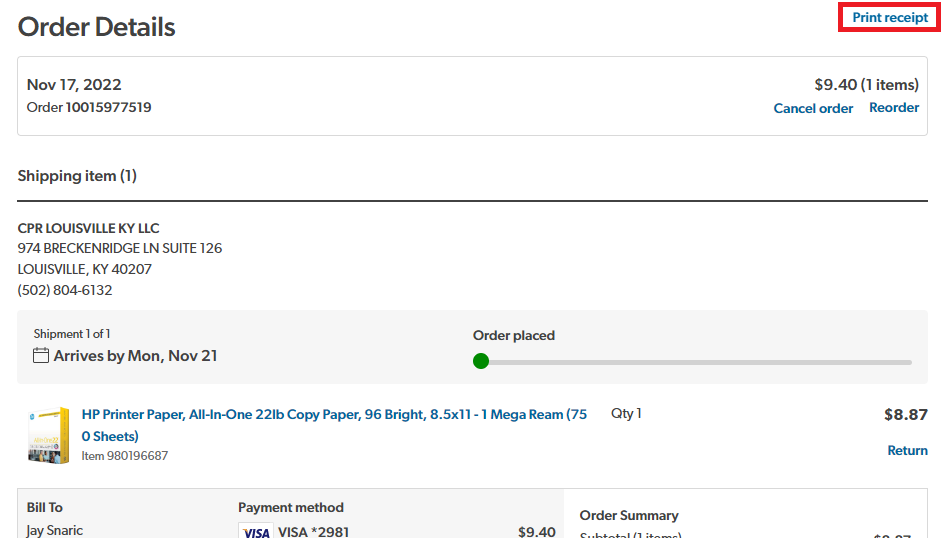 Order Details
Print receipt
Nov 17, 2022
$9.40 (1 items)
Order 10015977519
Cancel order
Reorder
Shipping item (1)
CPR LOUISVILLE KY LLC
974 BRECKENRIDGE LN SUITE 126
LOUISVILLE, KY 40207
(502) 804-6132
Shipment 1 of 1
Arrives by Mon, Nov 21
Order placed
HP Printer Paper, All-In-One 22lb Copy Paper, 96 Bright, 8.5x11 - 1 Mega Ream (75
0 Sheets)
Item 980196687
Qty 1
$8.87
Return
Bill To
Jay Snaric
Payment method
VISA VISA *2981
$9.40
Order Summary
Subtotal (1 items)
$8.87